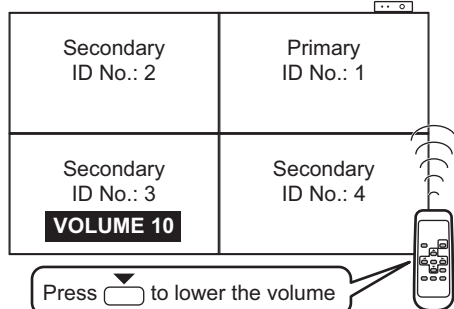 Secondary
ID No.: 2
Primary
ID No.: 1
Secondary
ID No.: 3
VOLUME 10
Secondary
ID No.: 4
Press to lower the volume